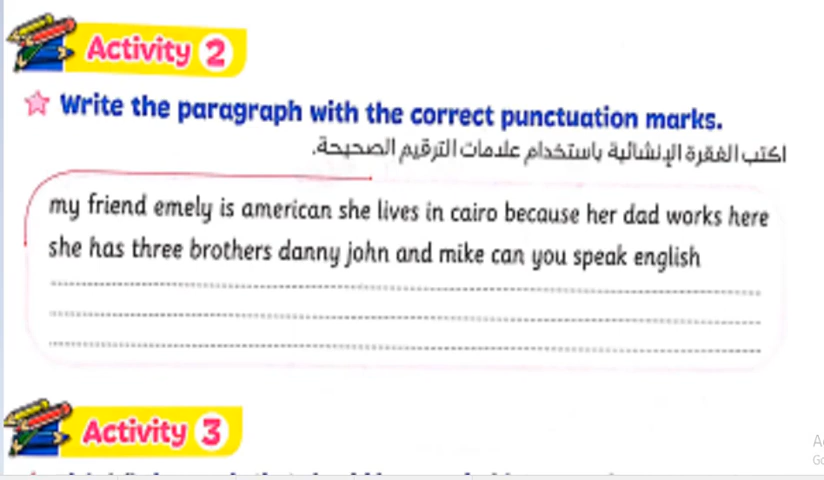 Activity 2
Write the paragraph with the correct punctuation marks.
اكتب الفقرة الإنشائية باستخدام علامات الترقيم الصحيحة.
my friend emely is american she lives in cairo because her dad works here
she has three brothers danny john and mike can you speak english
Activity 3